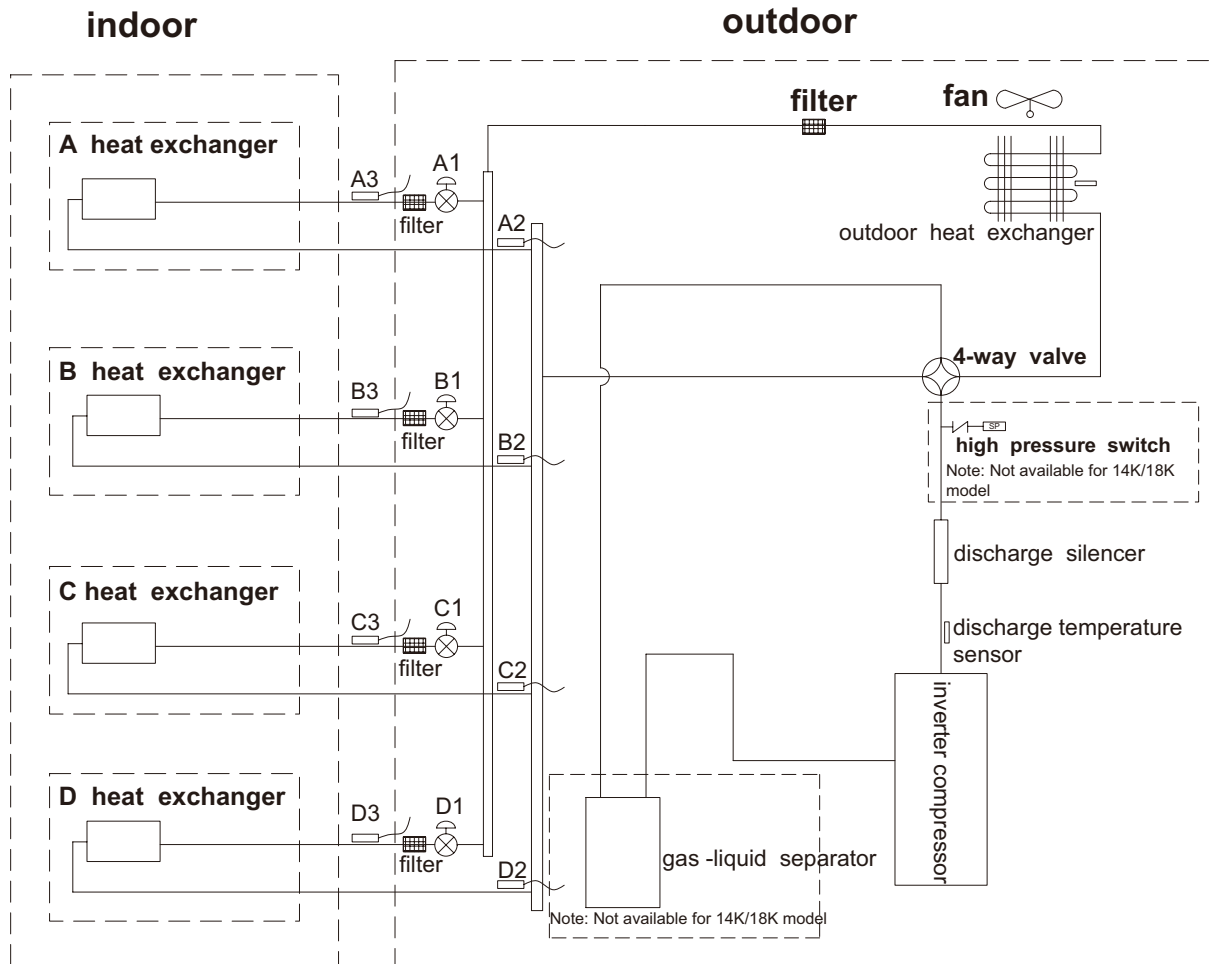 indoor
outdoor
filter
fan
A heat exchanger
A3
A1
filter
A2
outdoor heat exchanger
4-way valve
B heat exchanger
B3
B1
filter
B2
SP
high pressure switch
Note: Not available for 14K/18K
model
discharge silencer
C heat exchanger
C3
C1
filter
C2
discharge temperature
sensor
inverter compressor
D heat exchanger
D3
D1
filter
D2
gas -liquid separator
Note: Not available for 14K/18K model